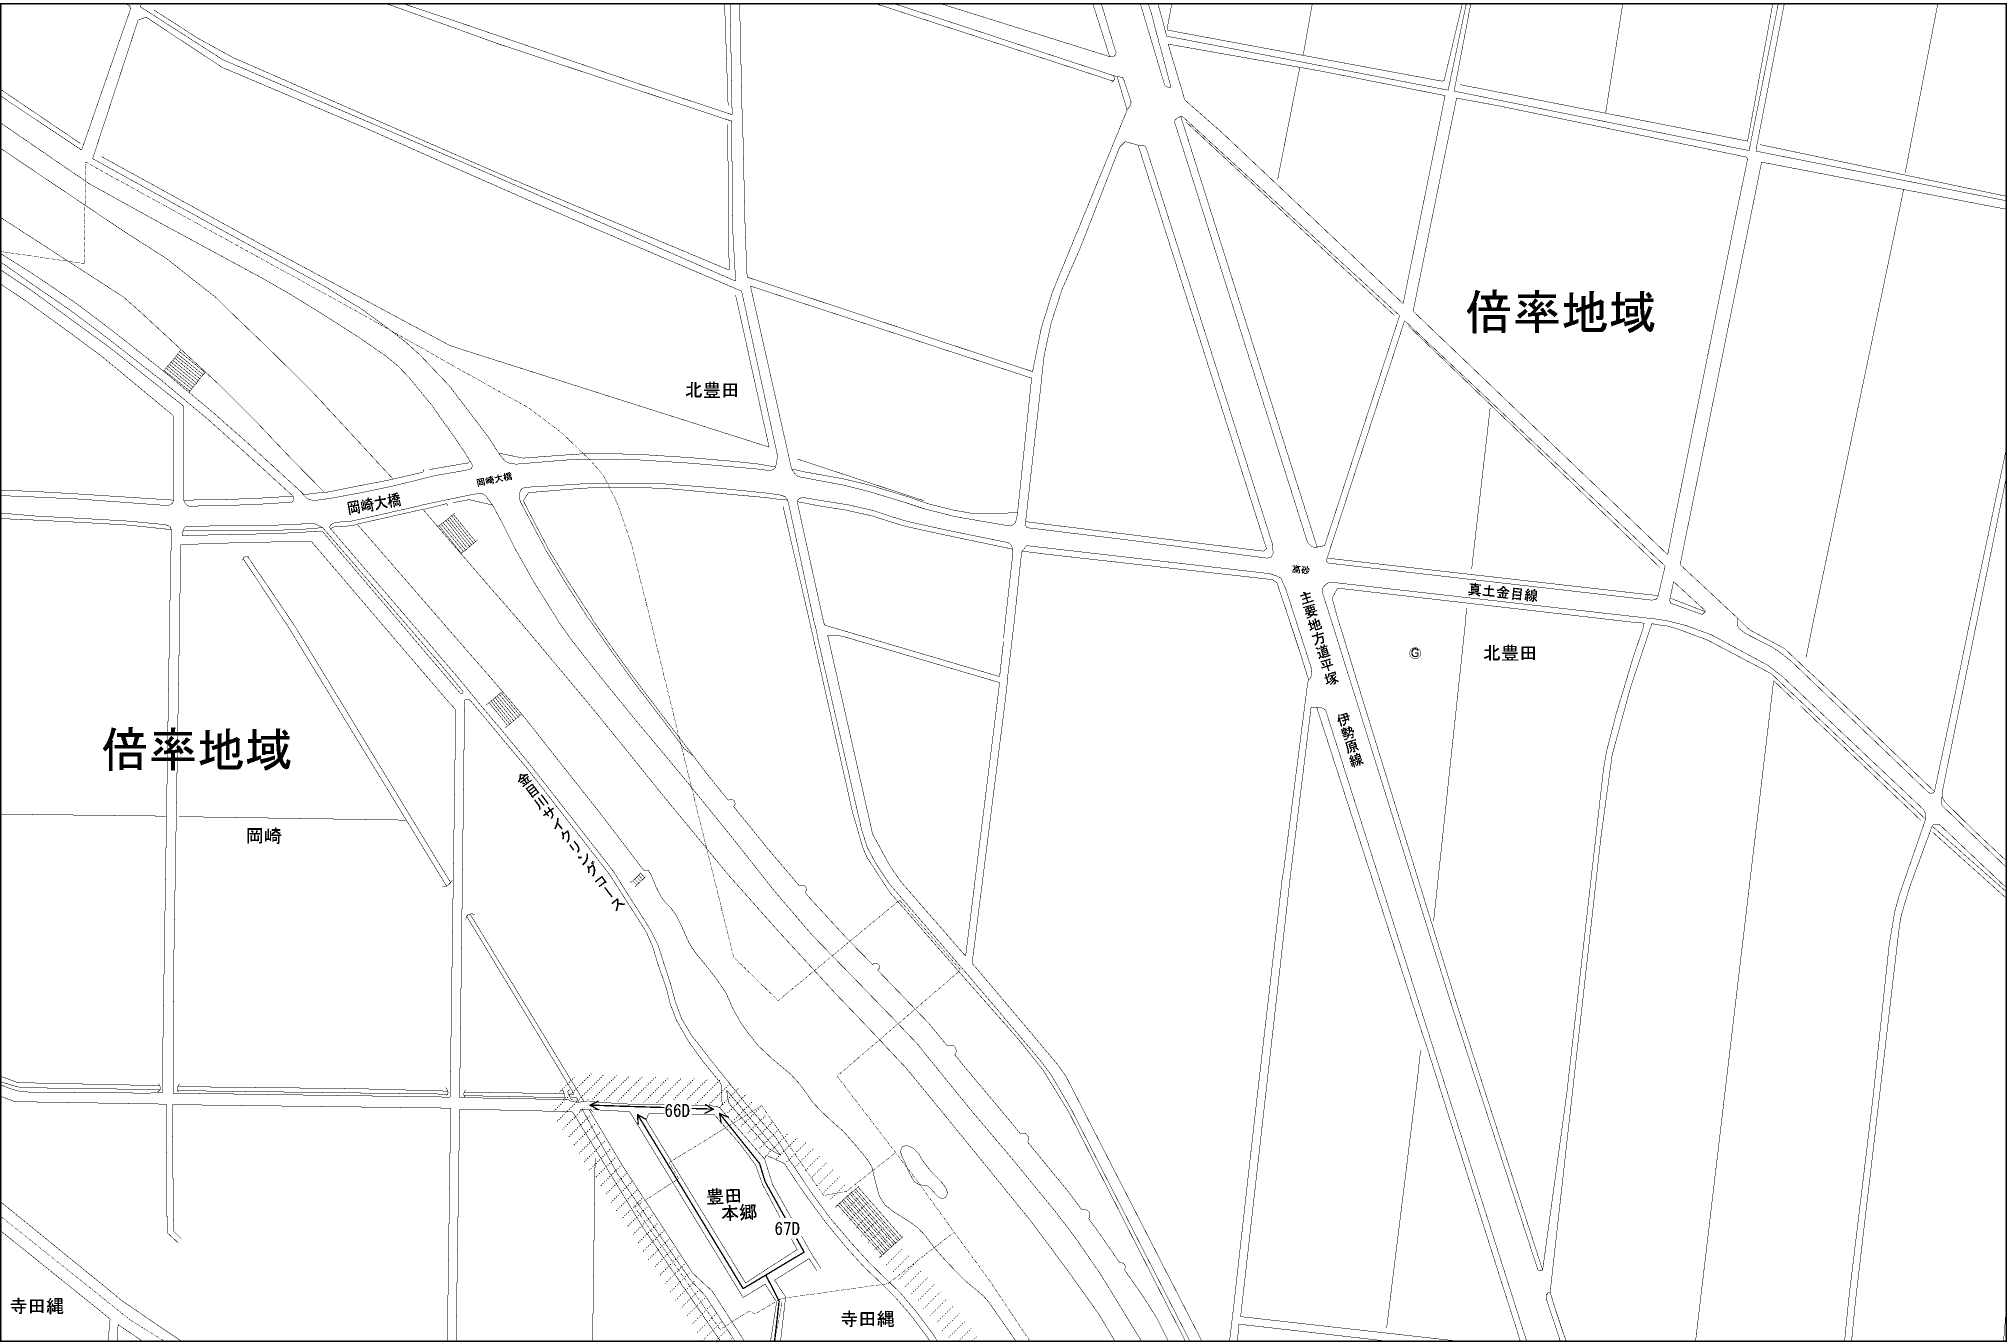 倍率地域
北豊田
岡崎大橋
岡崎大橋
高砂
真土金目線
主要地方道平塚
伊勢原線
G
北豊田
倍率地域
金目川サイクリングコース
岡崎
66D
豊田
本郷
67D
寺田縄
寺田縄